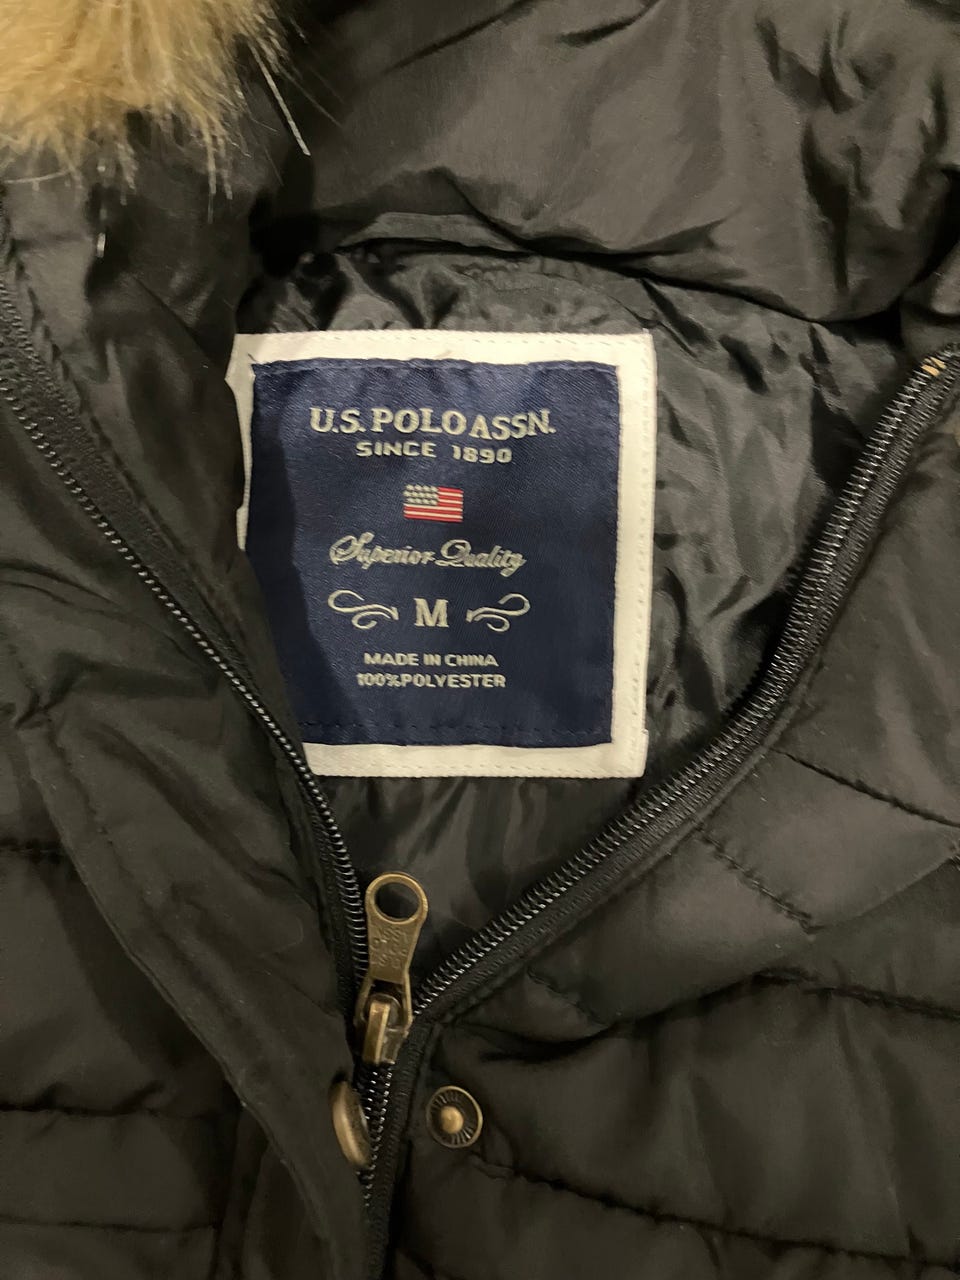 U.S. POLO ASSN.
SINCE 1890
Superior Quality
M
MADE IN CHINA
100%POLYESTER